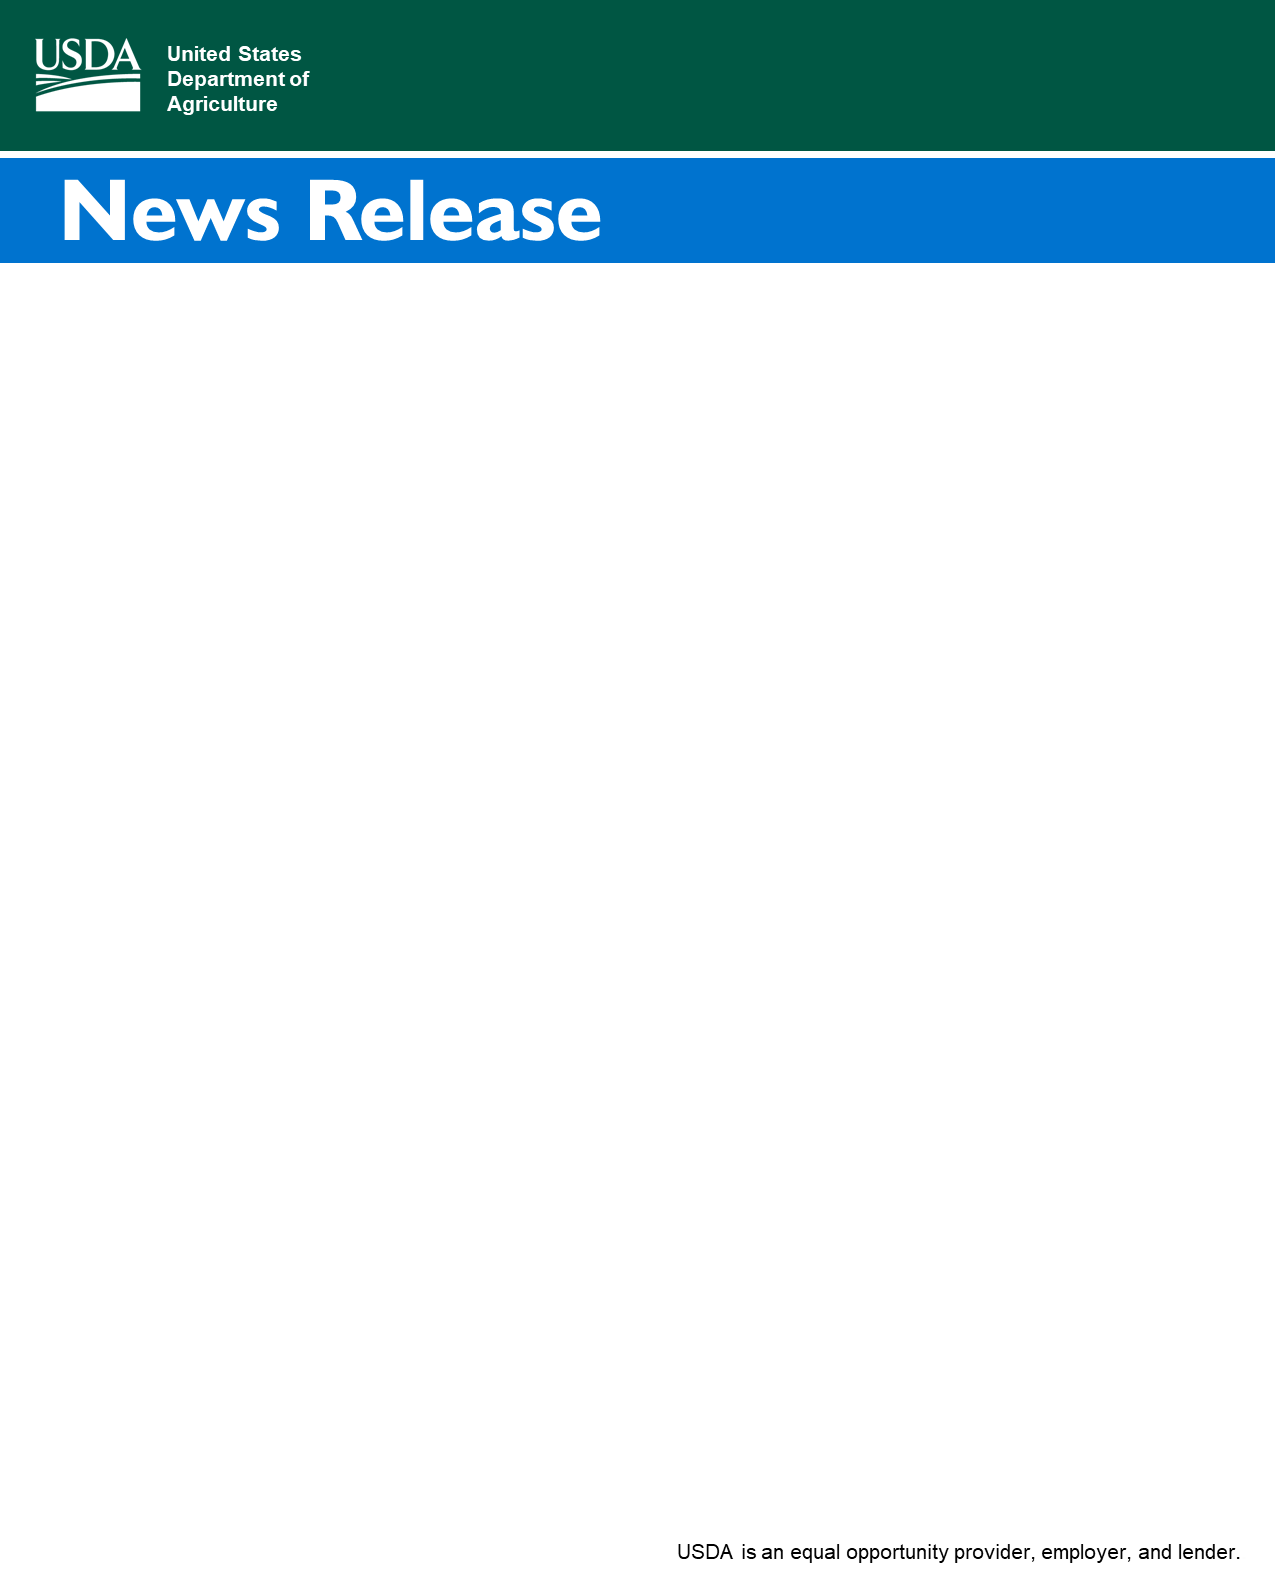 USDA
United States
Department of
Agriculture
News Release
USDA is an equal opportunity provider, employer, and lender.